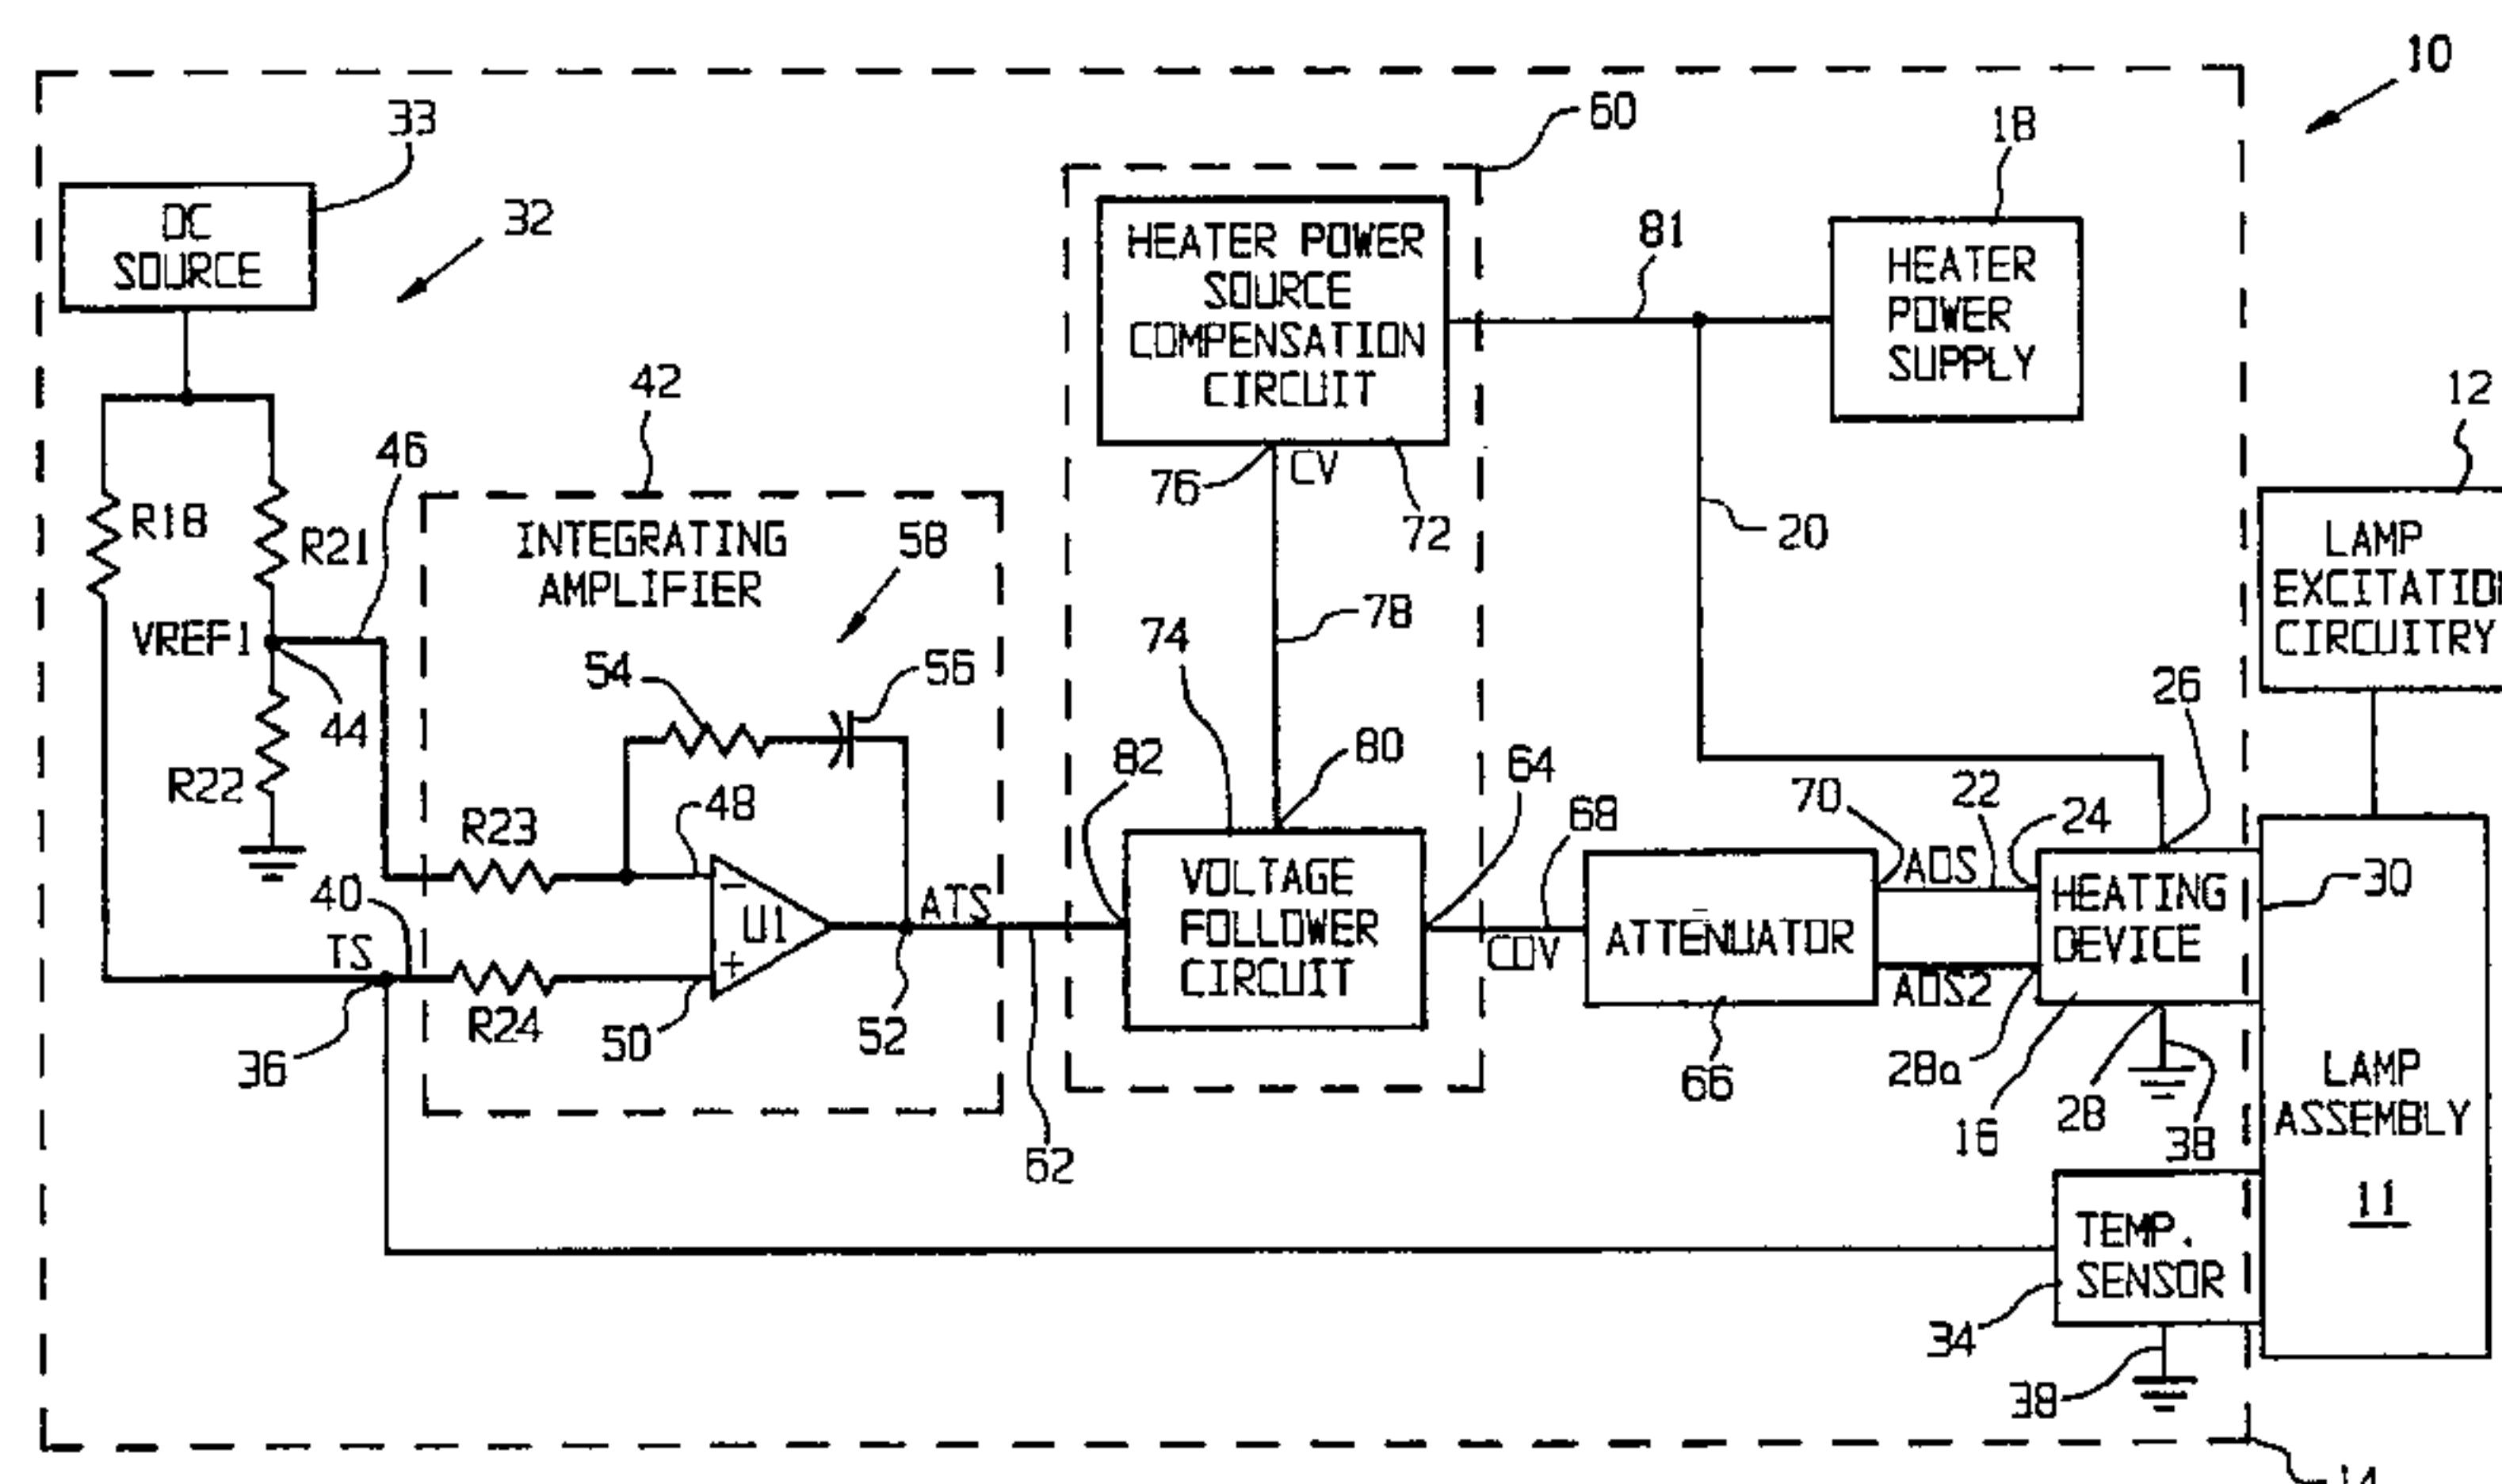 10
33
60
18
DC
SOURCE
32
HEATER POWER
SOURCE
COMPENSATION
CIRCUIT
81
HEATER
POWER
SUPPLY
42
12
46
76
CV
72
R18
R21
INTEGRATING
AMPLIFIER
58
20
LAMP
EXCITATION
CIRCUITRY
VREF1
78
74
54
56
26
44
R22
82
80
64
48
R23
70
22
24
68
VOLTAGE
FOLLOWER
CIRCUIT
ADS
HEATING
DEVICE
30
40
ATS
U1
TS
ATTENUATOR
CDV
ADS2
R24
36
50
52
66
28a
16
28
38
LAMP
ASSEMBLY
11
62
TEMP.
SENSOR
34
38
14